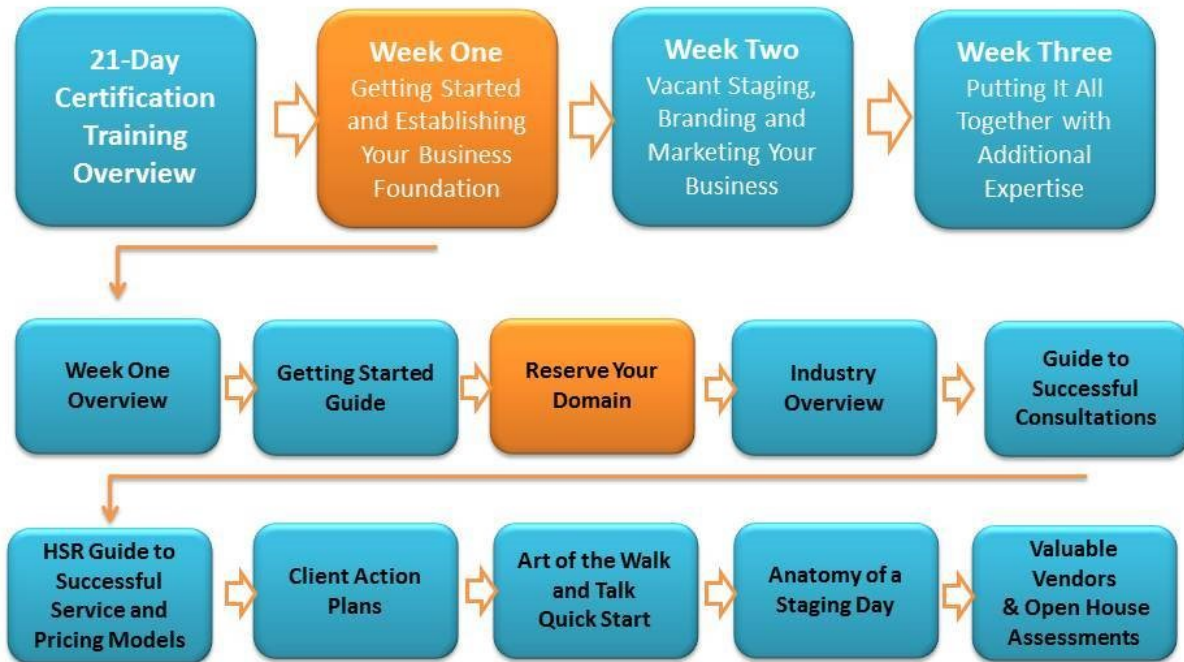 21-Day
Certification
Training
Overview
Week One
Getting Started
and Establishing
Your Business
Foundation
Week Two
Vacant Staging,
Branding and
Marketing Your
Business
Week Three
Putting It All
Together with
Additional
Expertise
Week One
Overview
Getting Started
Guide
Reserve Your
Domain
Industry
Overview
Guide to
Successful
Consultations
HSR Guide to
Successful
Service and
Pricing Models
Client Action
Plans
Art of the Walk
and Talk
Quick Start
Anatomy of a
Staging Day
Valuable
Vendors
& Open House
Assessments